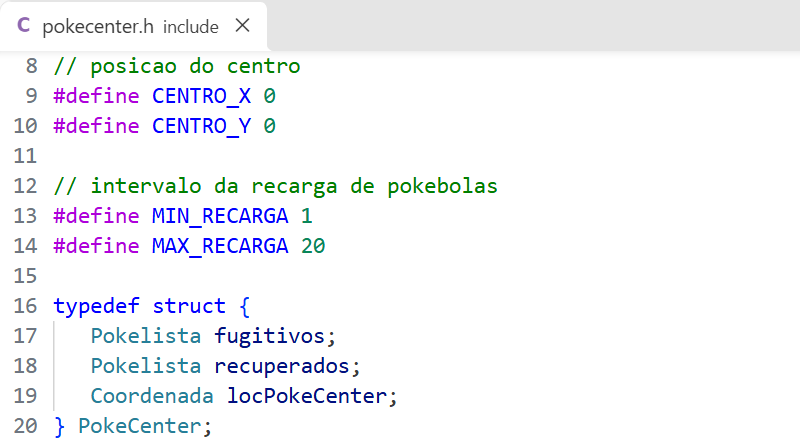 pokecenter.h include
8 // posicao do centro
9 #define CENTRO_X 0
10 #define CENTRO_Y 0
11
12 // intervalo da recarga de pokebolas
13 #define MIN_RECARGA 1
14 #define MAX_RECARGA 20
15
16 typedef struct {
17 Pokelista fugitivos;
18 Pokelista recuperados;
19 Coordenada locPokeCenter;
20 } PokeCenter;